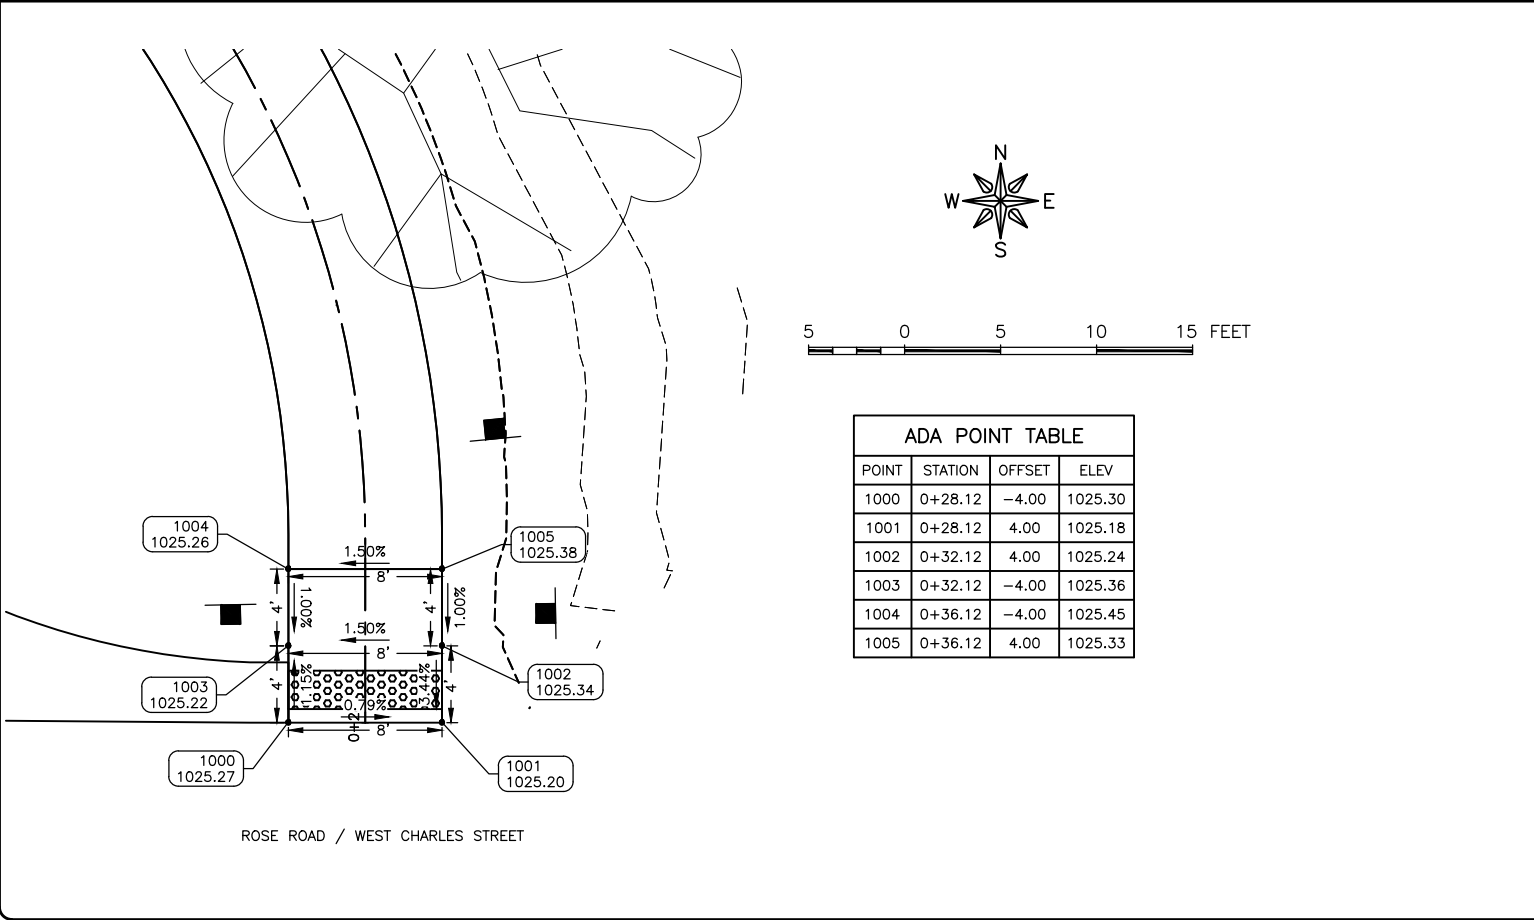 N
W E
S
5 0 5 10 15 FEET
ADA POINT TABLE
POINT STATION OFFSET ELEV
1000 0+28.12 −4.00 1025.30
1001 0+28.12 4.00 1025.18
1002 0+32.12 4.00 1025.24
1003 0+32.12 −4.00 1025.36
1004 0+36.12 −4.00 1025.45
1005 0+36.12 4.00 1025.33
1004
1025.26
1005
1025.38
1.50%
8'
4'
1.00%
4'
1.00%
1.50%
8'
1003
1025.22
1002
1025.34
4'
1.15%
3.44%
4'
0.79%
0+2
8'
1000
1025.27
1001
1025.20
ROSE ROAD / WEST CHARLES STREET